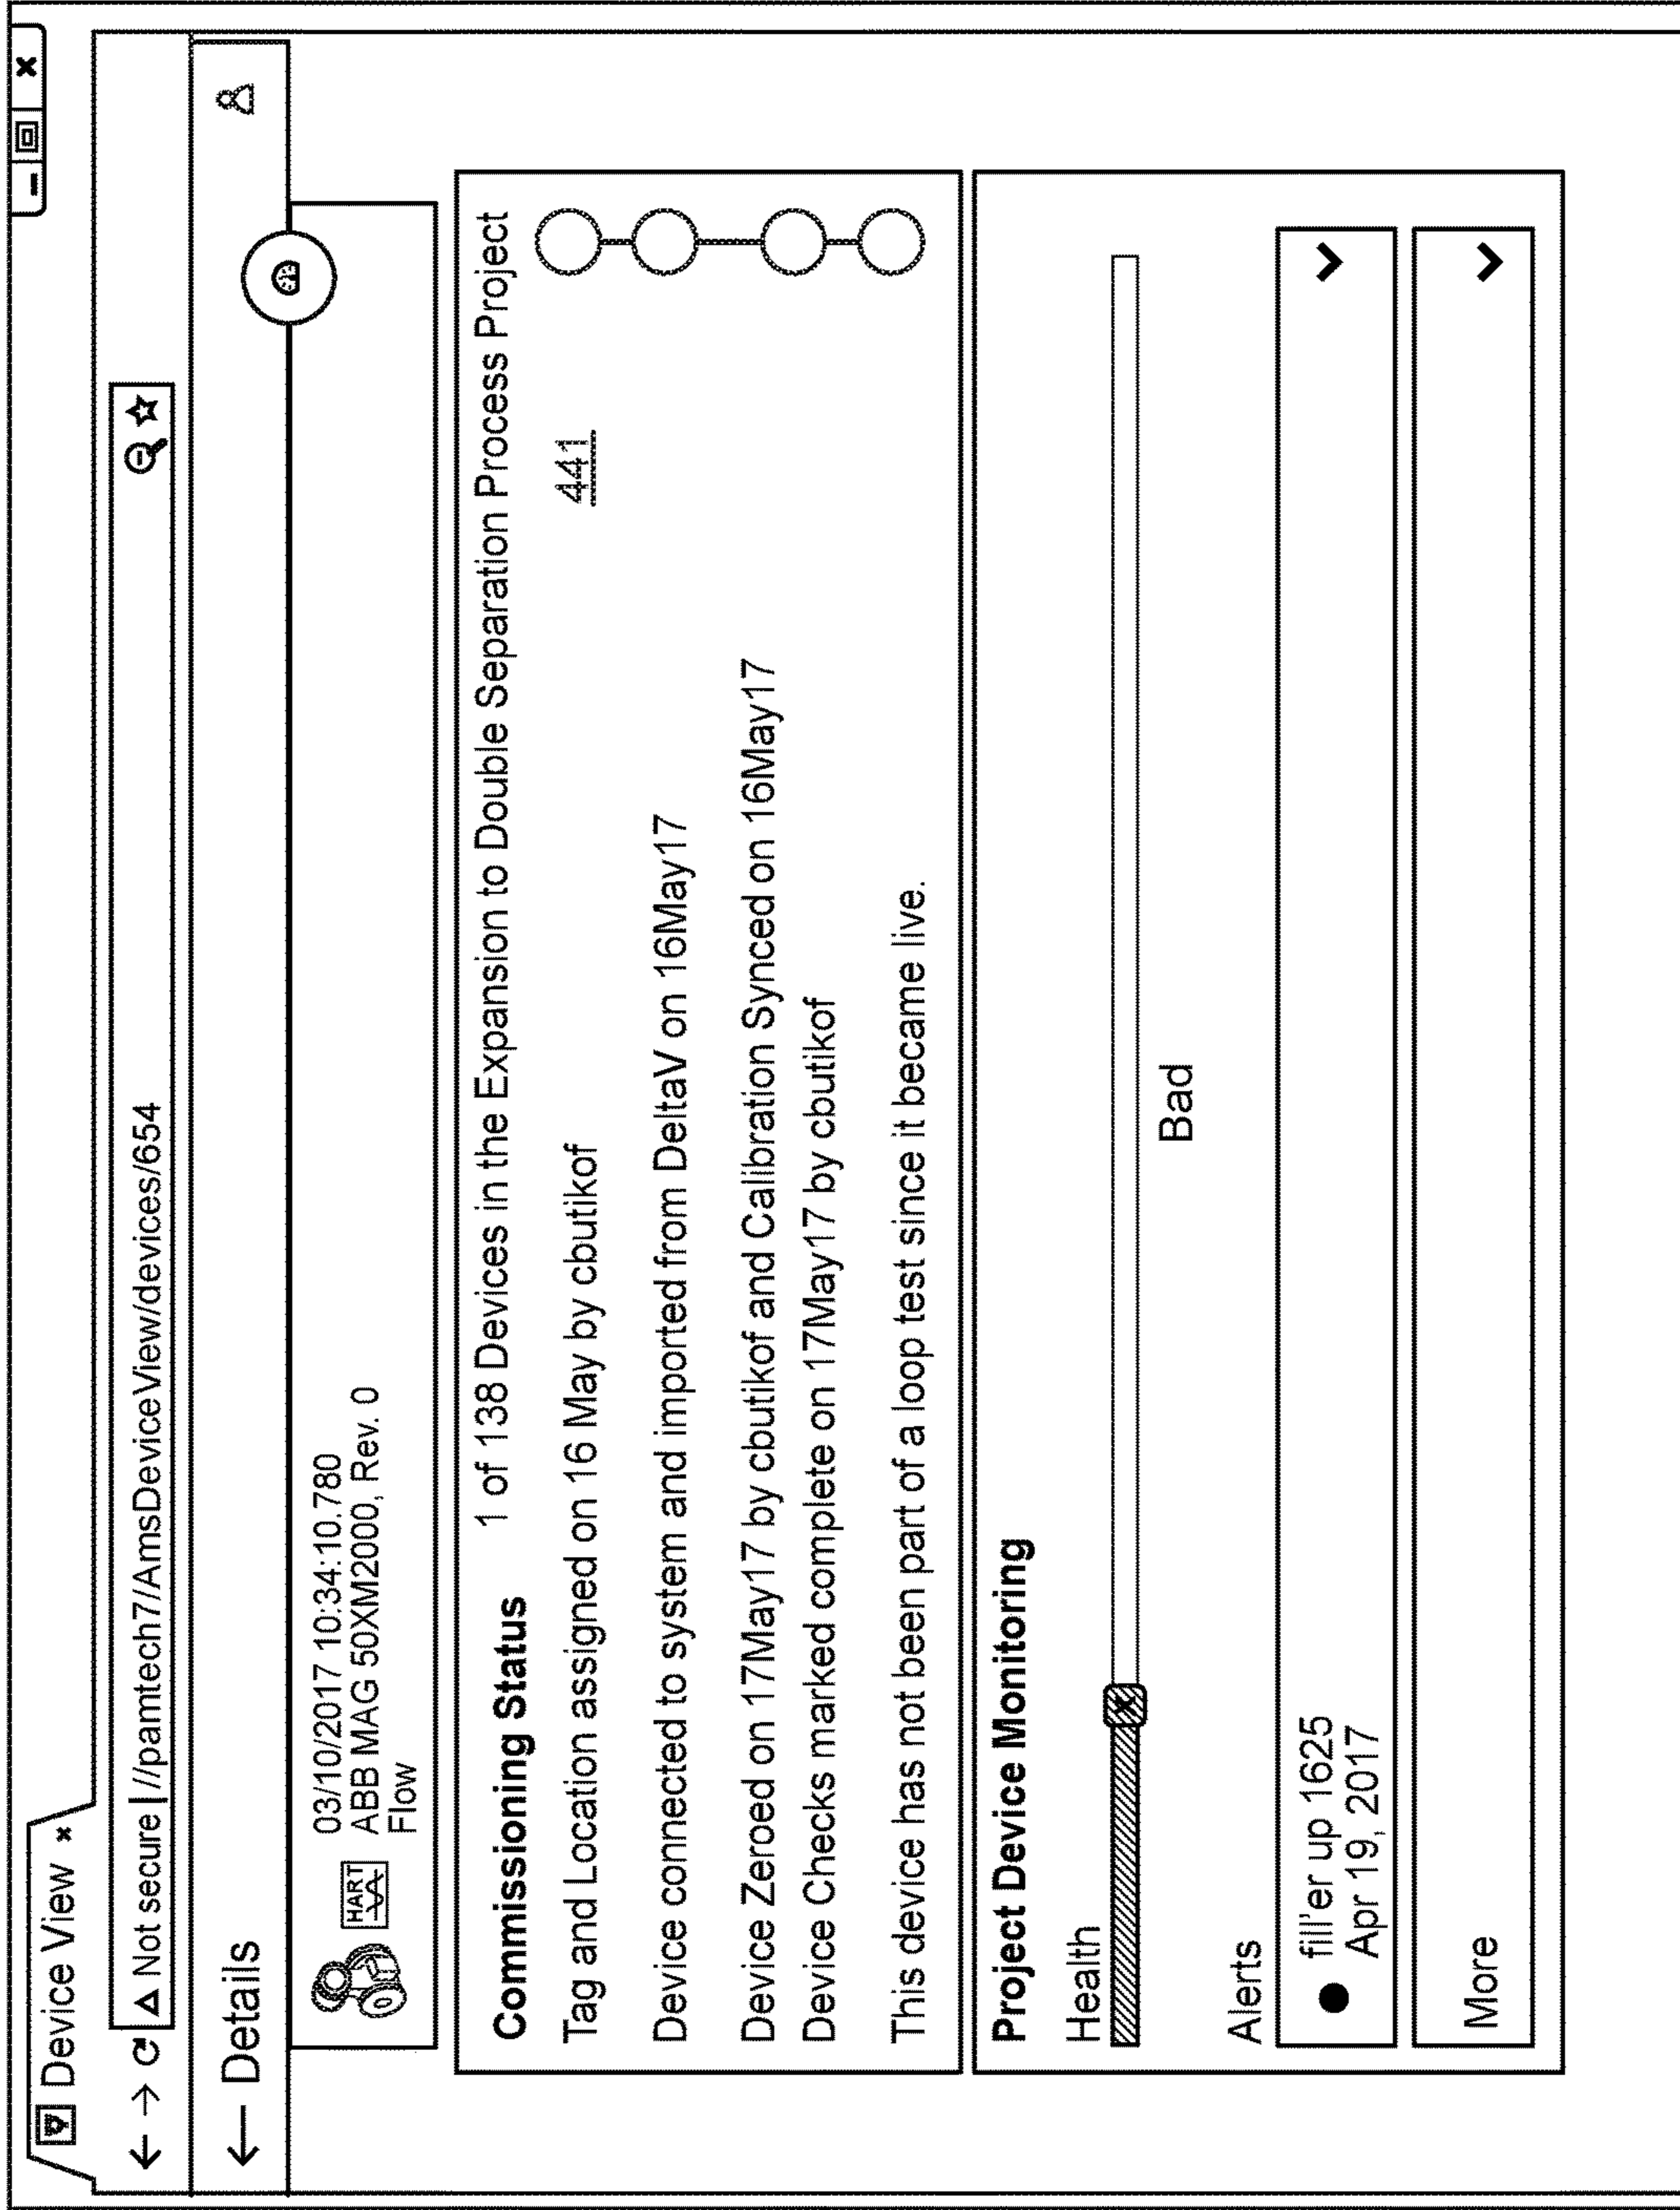 Device View ×
Not secure //pamtech7/AmsDeviceView/devices/654
Details
HART
03/10/2017 10:34:10.780
ABB MAG 50XM2000, Rev. 0
Flow
Commissioning Status 1 of 138 Devices in the Expansion to Double Separation Process Project
Tag and Location assigned on 16 May by cbutikof
441
Device connected to system and imported from DeltaV on 16May17
Device Zeroed on 17May17 by cbutikof and Calibration Synced on 16May17
Device Checks marked complete on 17May17 by cbutikof
This device has not been part of a loop test since it became live.
Project Device Monitoring
Health
Bad
Alerts
fill'er up 1625
Apr 19, 2017
More